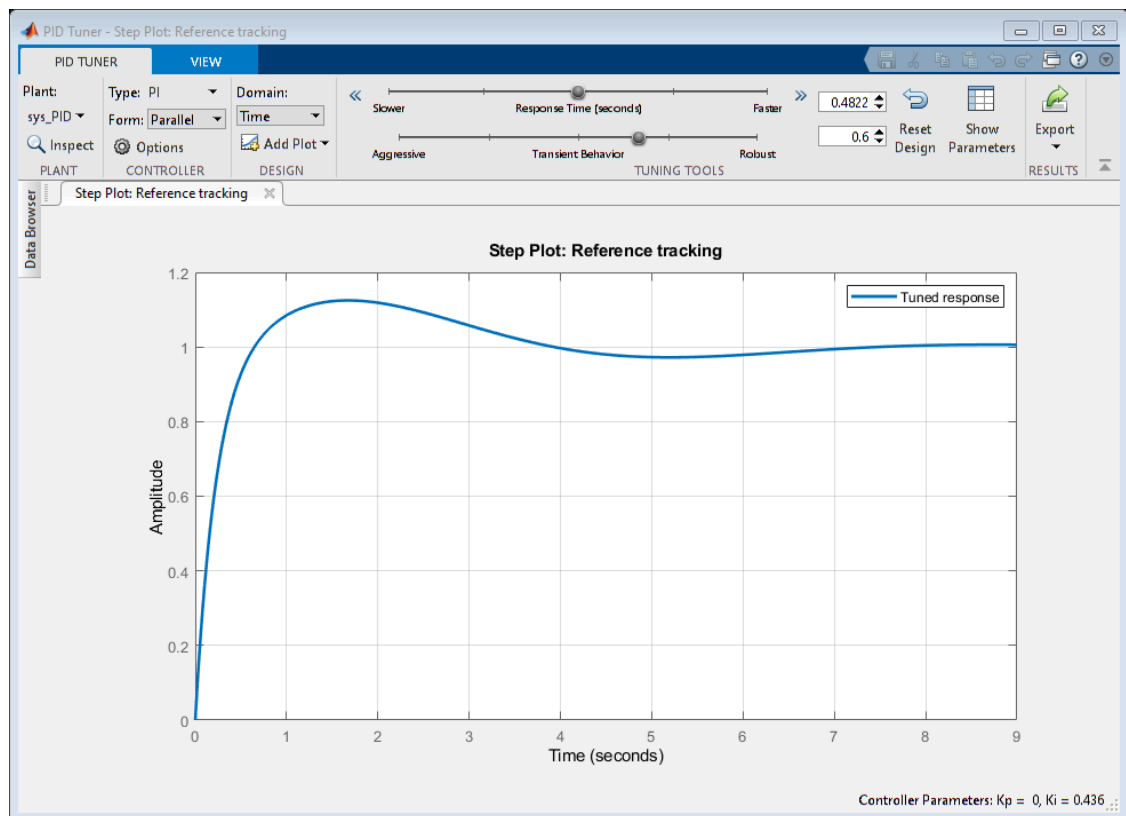 PID Tuner - Step Plot: Reference tracking
PID TUNER VIEW
Plant: Type: PI Domain:
Slower Response Time (seconds) Faster 0.4822
sys_PID Form: Parallel Time
Inspect Options Add Plot
Aggressive Transient Behavior Robust 0.6
Reset Design Show Parameters Export
PLANT CONTROLLER DESIGN TUNING TOOLS RESULTS
Data Browser
Step Plot: Reference tracking
Step Plot: Reference tracking
Tuned response
Amplitude
1.2
1
0.8
0.6
0.4
0.2
0
0 1 2 3 4 5 6 7 8 9
Time (seconds)
Controller Parameters: Kp = 0, Ki = 0.436